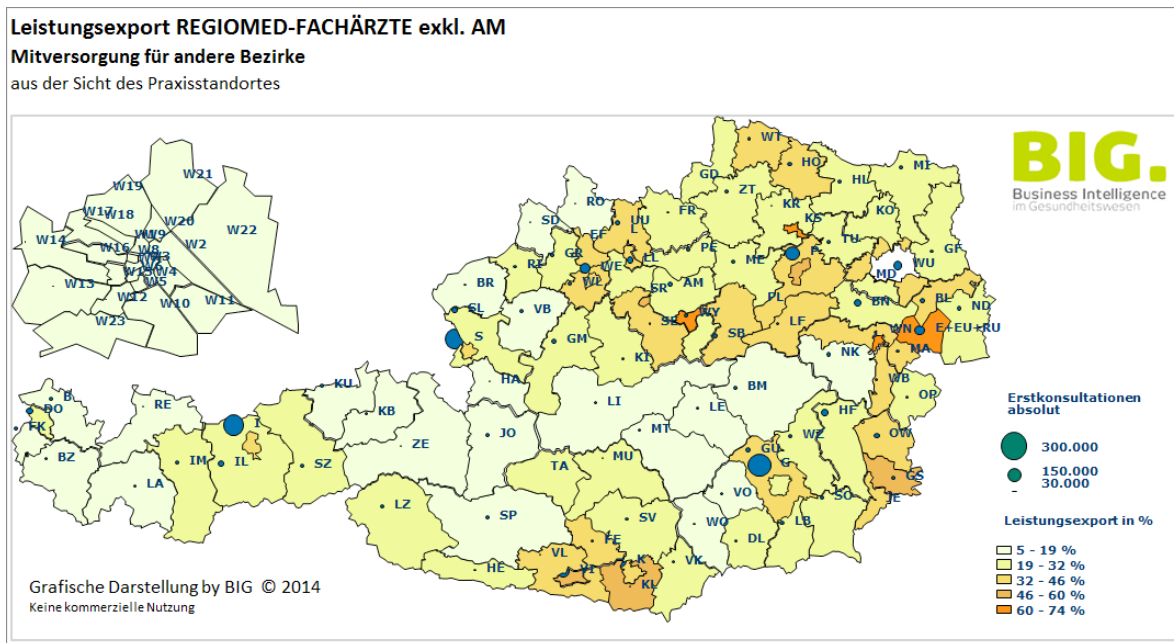 Leistungsexport REGIOMED-FACHÄRZTE exkl. AM
Mitversorgung für andere Bezirke
aus der Sicht des Praxisstandortes
BIG.
Business Intelligence
im Gesundheitswesen
WT
HO
MI
W21
W19
GD
ZT
HL
W17
W18
W20
RO
FR
KR
KS
KO
SD
UU
W22
EF
L
W14
W16
W2
TU
GF
GR
PE
P
WU
RI
WE
LL
ME
MD
W13
W4
W5
WL
BR
SR
AM
W12
W10
W11
BN
BL
ND
SL
VB
WY
PL
W23
S
SE
SB
LF
WN
E+EU+RU
GM
MA
KI
NK
KU
HA
WB
B
RE
KB
BM
OP
DO
LI
LE
HF
FK
I
MT
OW
ZE
JO
WZ
BZ
GU
IM
IL
SZ
MU
G
TA
GS
LA
VO
JE
LZ
SO
SP
SV
WO
LB
FE
DL
VL
K
VK
HE
VI
KL
Erstkonsultationen
absolut
300.000
150.000
30.000
Leistungsexport in %
5 - 19 %
19 - 32 %
32 - 46 %
46 - 60 %
60 - 74 %
Grafische Darstellung by BIG © 2014
Keine kommerzielle Nutzung